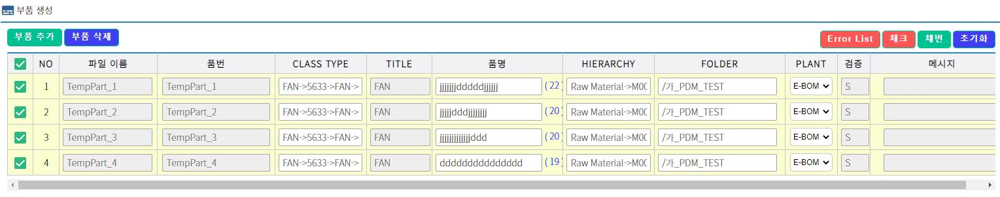 부품 생성
부품 추가 부품 삭제 Error List 체크 채번 초기화
NO 파일 이름 품번 CLASS TYPE TITLE 품명 HIERARCHY FOLDER PLANT 검증 메시지
1 TempPart_1 TempPart_1 FAN->5633->FAN-> FAN jjjjjjjdddddjjjjjj ( 22 ) Raw Material->M00 /가_PDM_TEST E-BOM S
2 TempPart_2 TempPart_2 FAN->5633->FAN-> FAN jjjjjdddjjjjjjjj ( 20 ) Raw Material->M00 /가_PDM_TEST E-BOM S
3 TempPart_3 TempPart_3 FAN->5633->FAN-> FAN jjjjjjjjjjjjjddd ( 20 ) Raw Material->M00 /가_PDM_TEST E-BOM S
4 TempPart_4 TempPart_4 FAN->5633->FAN-> FAN ddddddddddddddd ( 19 ) Raw Material->M00 /가_PDM_TEST E-BOM S